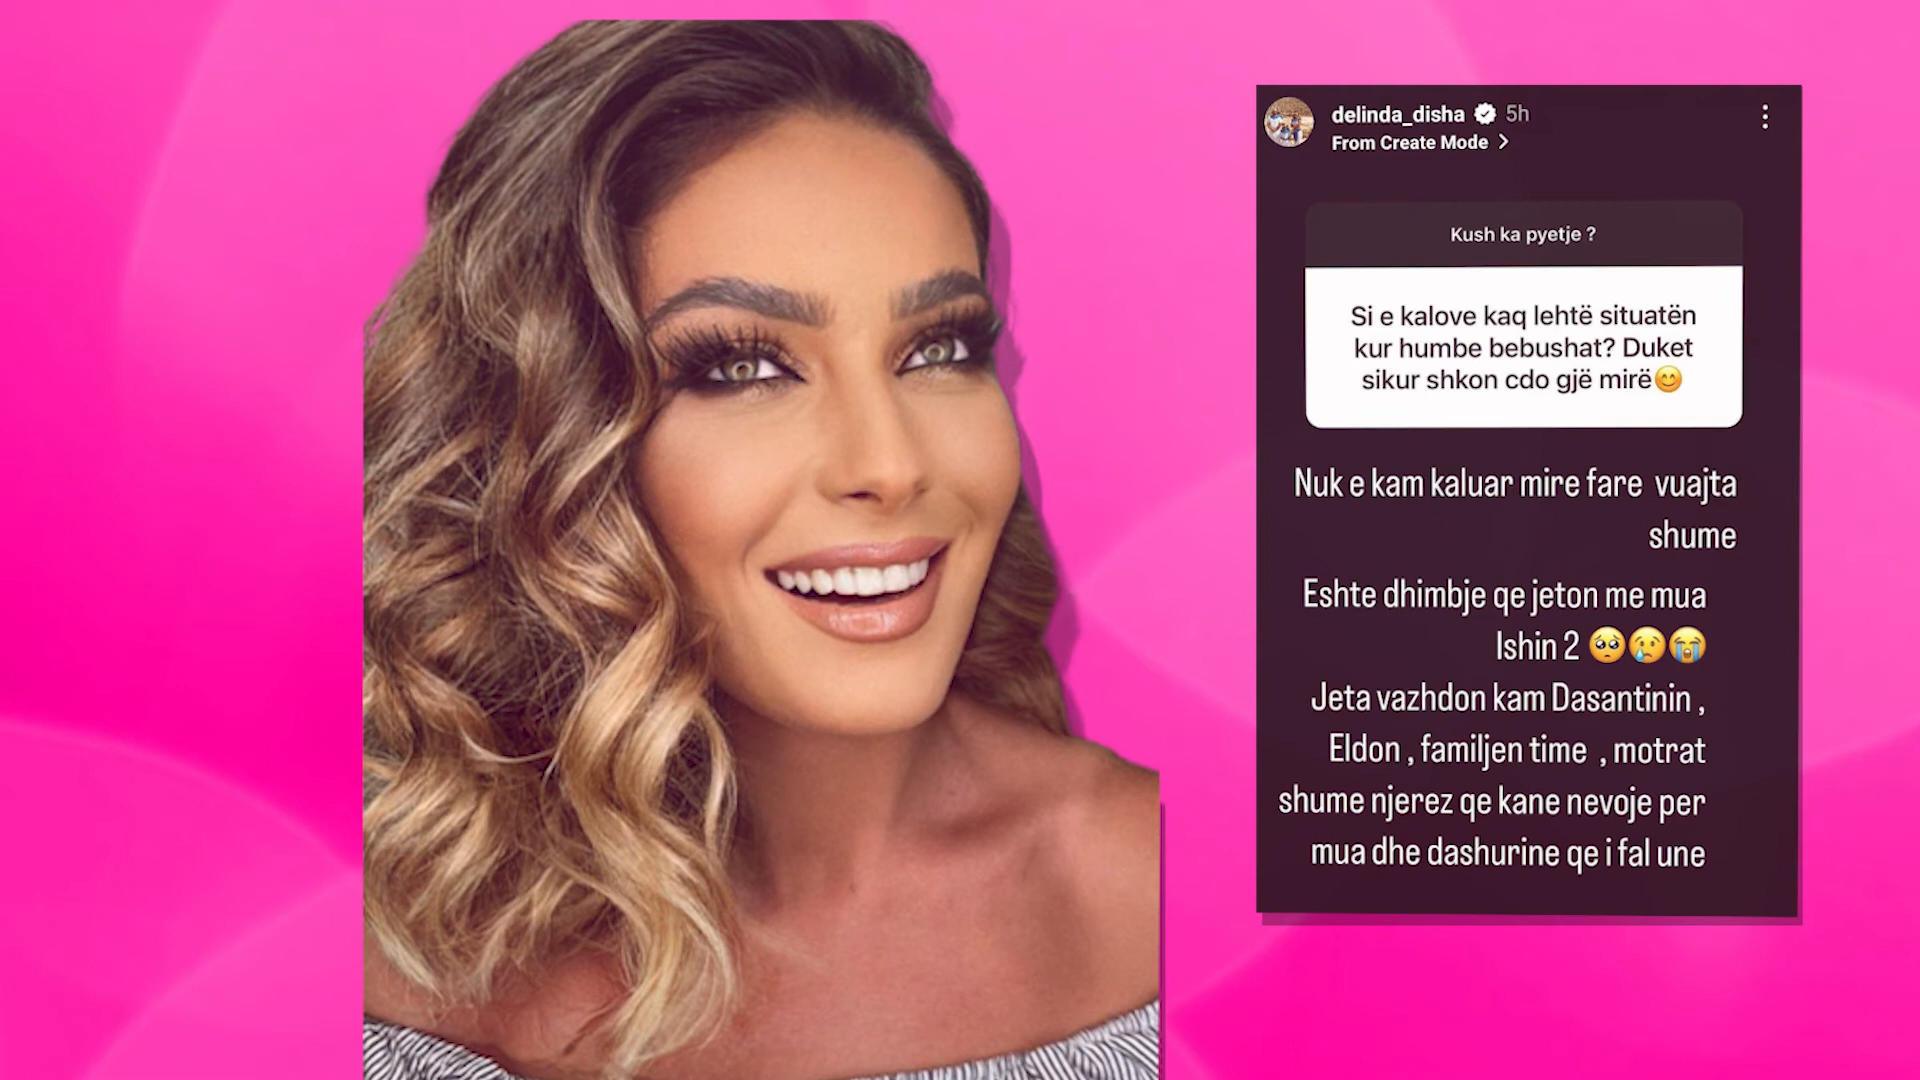 delinda_disha 5h
From Create Mode >
Kush ka pyetje ?
Si e kalove kaq lehtë situatën
kur humbe bebushat? Duket
sikur shkon cdo gjë mirë😊
Nuk e kam kaluar mire fare vuajta
shume
Eshte dhimbje qe jeton me mua
Ishin 2 🥺😢😭
Jeta vazhdon kam Dasantinin ,
Eldon , familjen time , motrat
shume njerez qe kane nevoje per
mua dhe dashurine qe i fal une